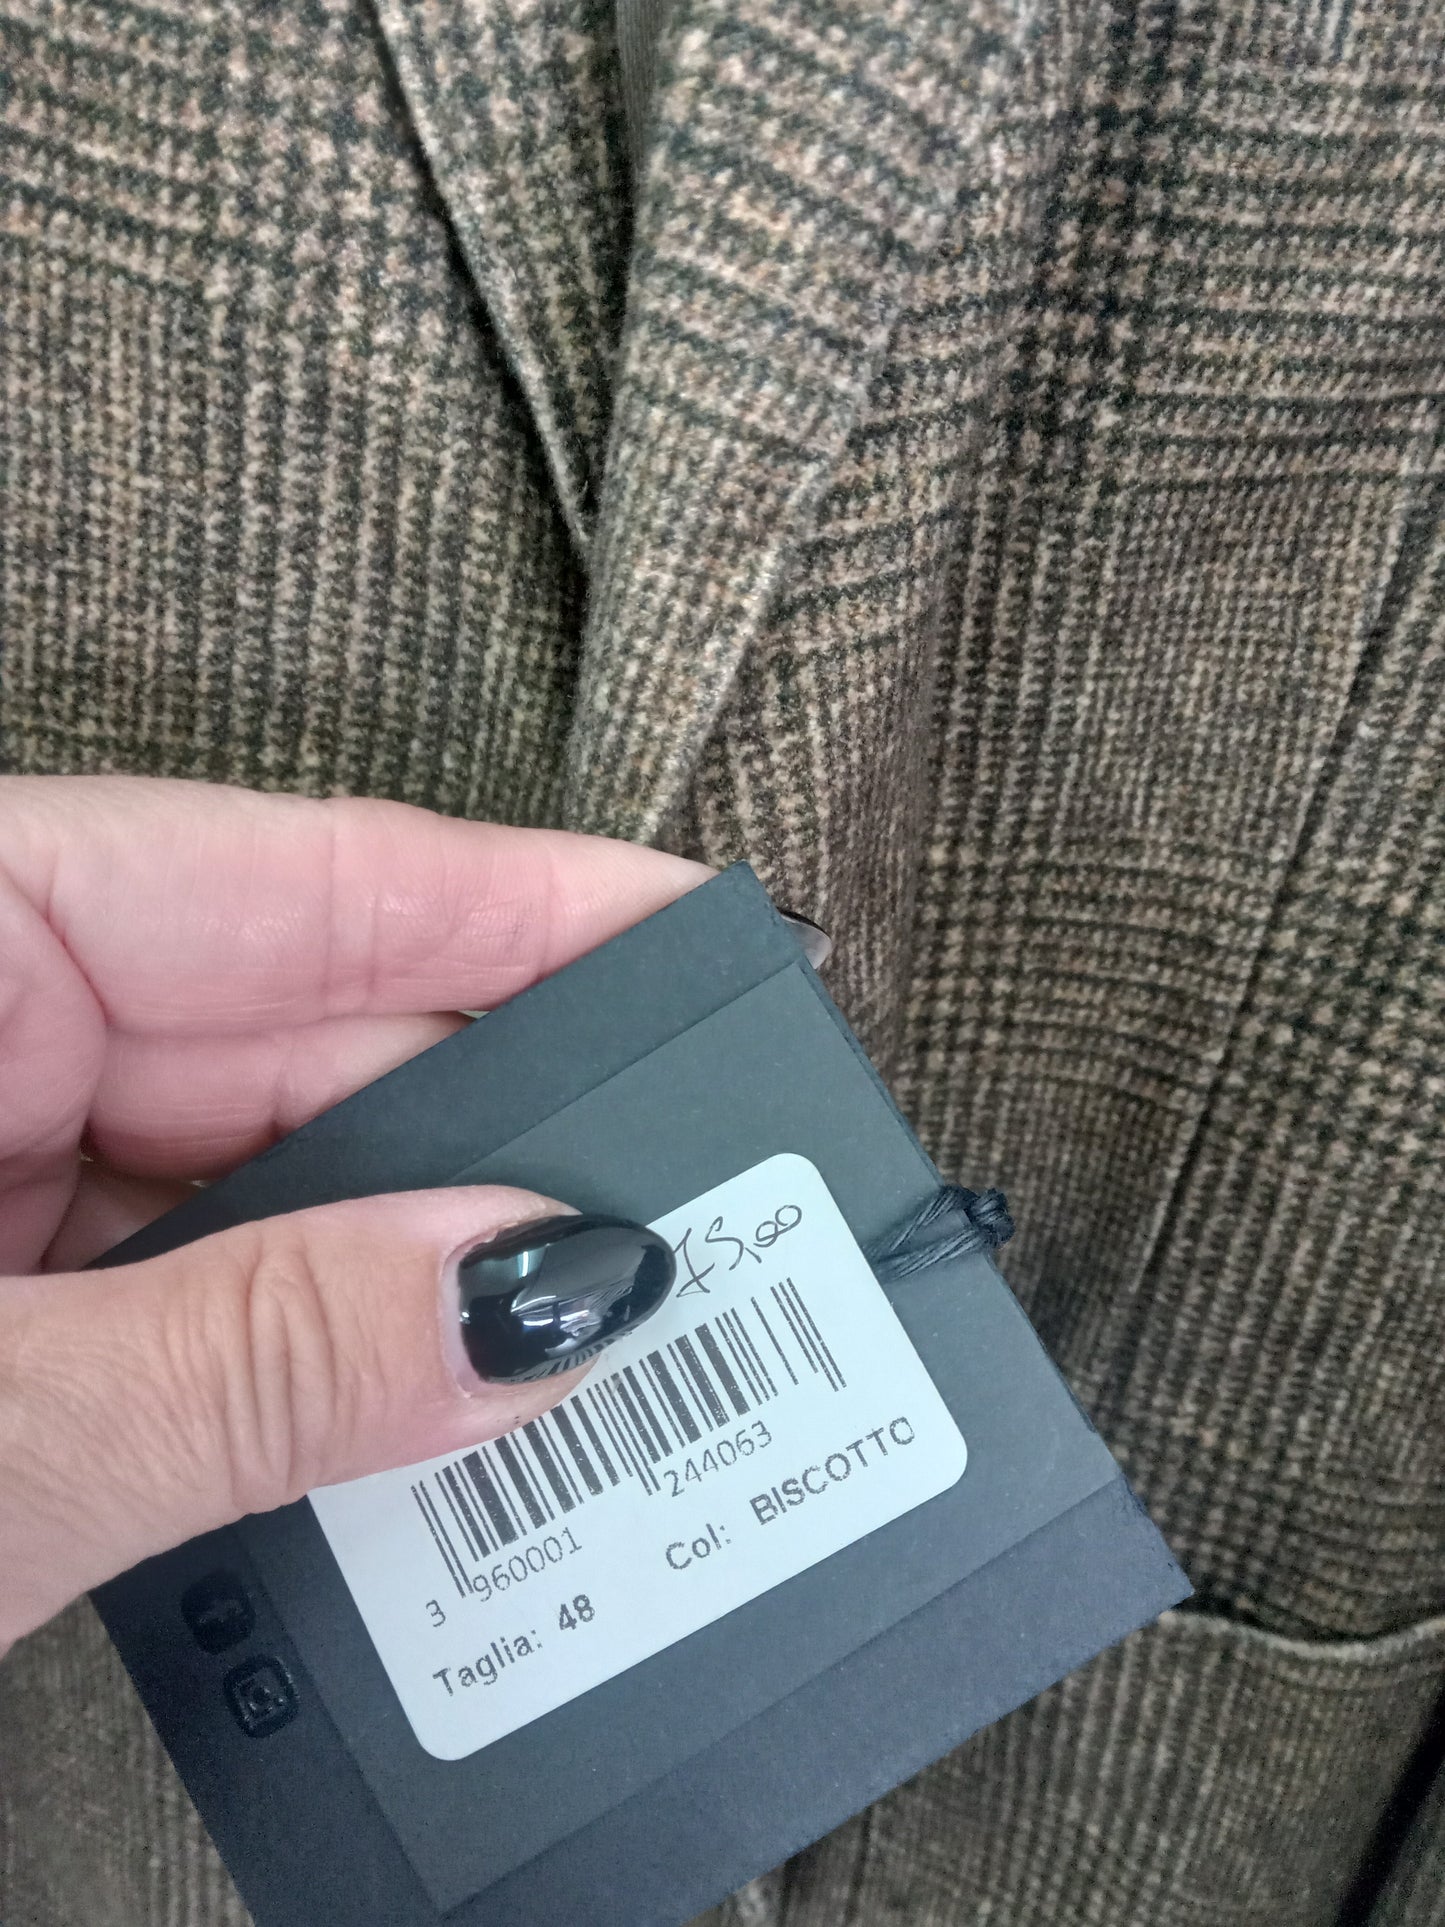 75,00
3 960001 244063
Taglia: 48 Col: BISCOTTO
f